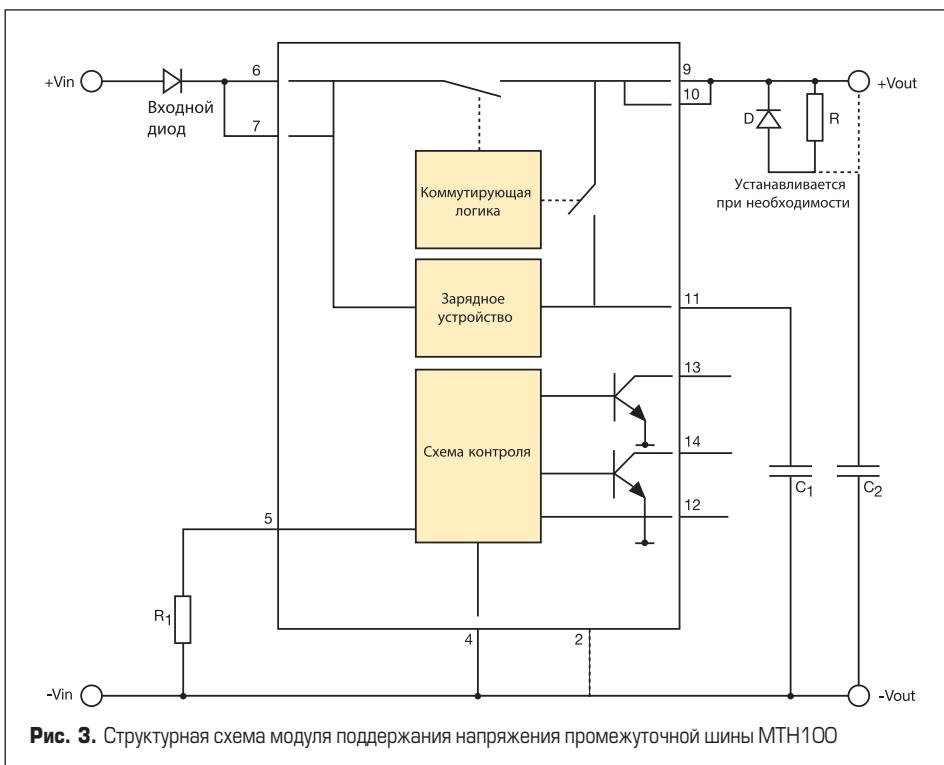 +Vin
Входной
диод
6
7
9
10
+Vout
D
R
Устанавливается
при необходимости
Коммутирующая
логика
Зарядное
устройство
11
13
Схема контроля
14
12
C1
C2
5
R1
4
2
-Vin
-Vout
Рис. 3. Структурная схема модуля поддержания напряжения промежуточной шины MTH100